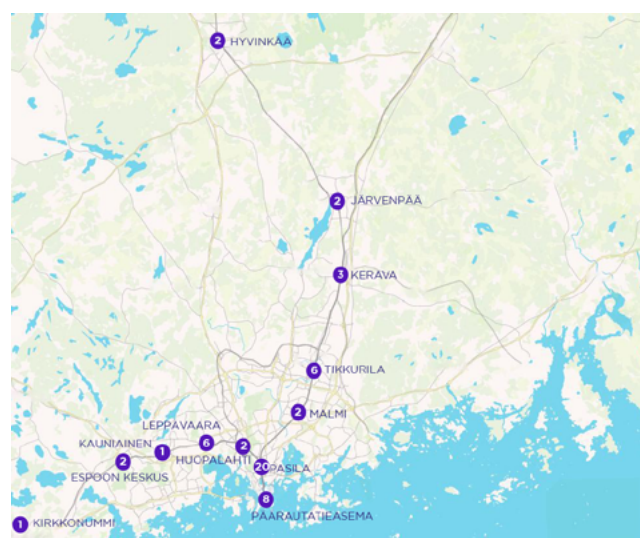 2 HYVINKÄÄ
2 JÄRVENPÄÄ
3 KERAVA
6 TIKKURILA
2 MALMI
LEPPÄVAARA
6
KAUNIAINEN
1
2
HUOPALAHTI
2
ESPOON KESKUS
20 PASILA
8
PÄÄRAUTATIEASEMA
1 KIRKKONUMMI